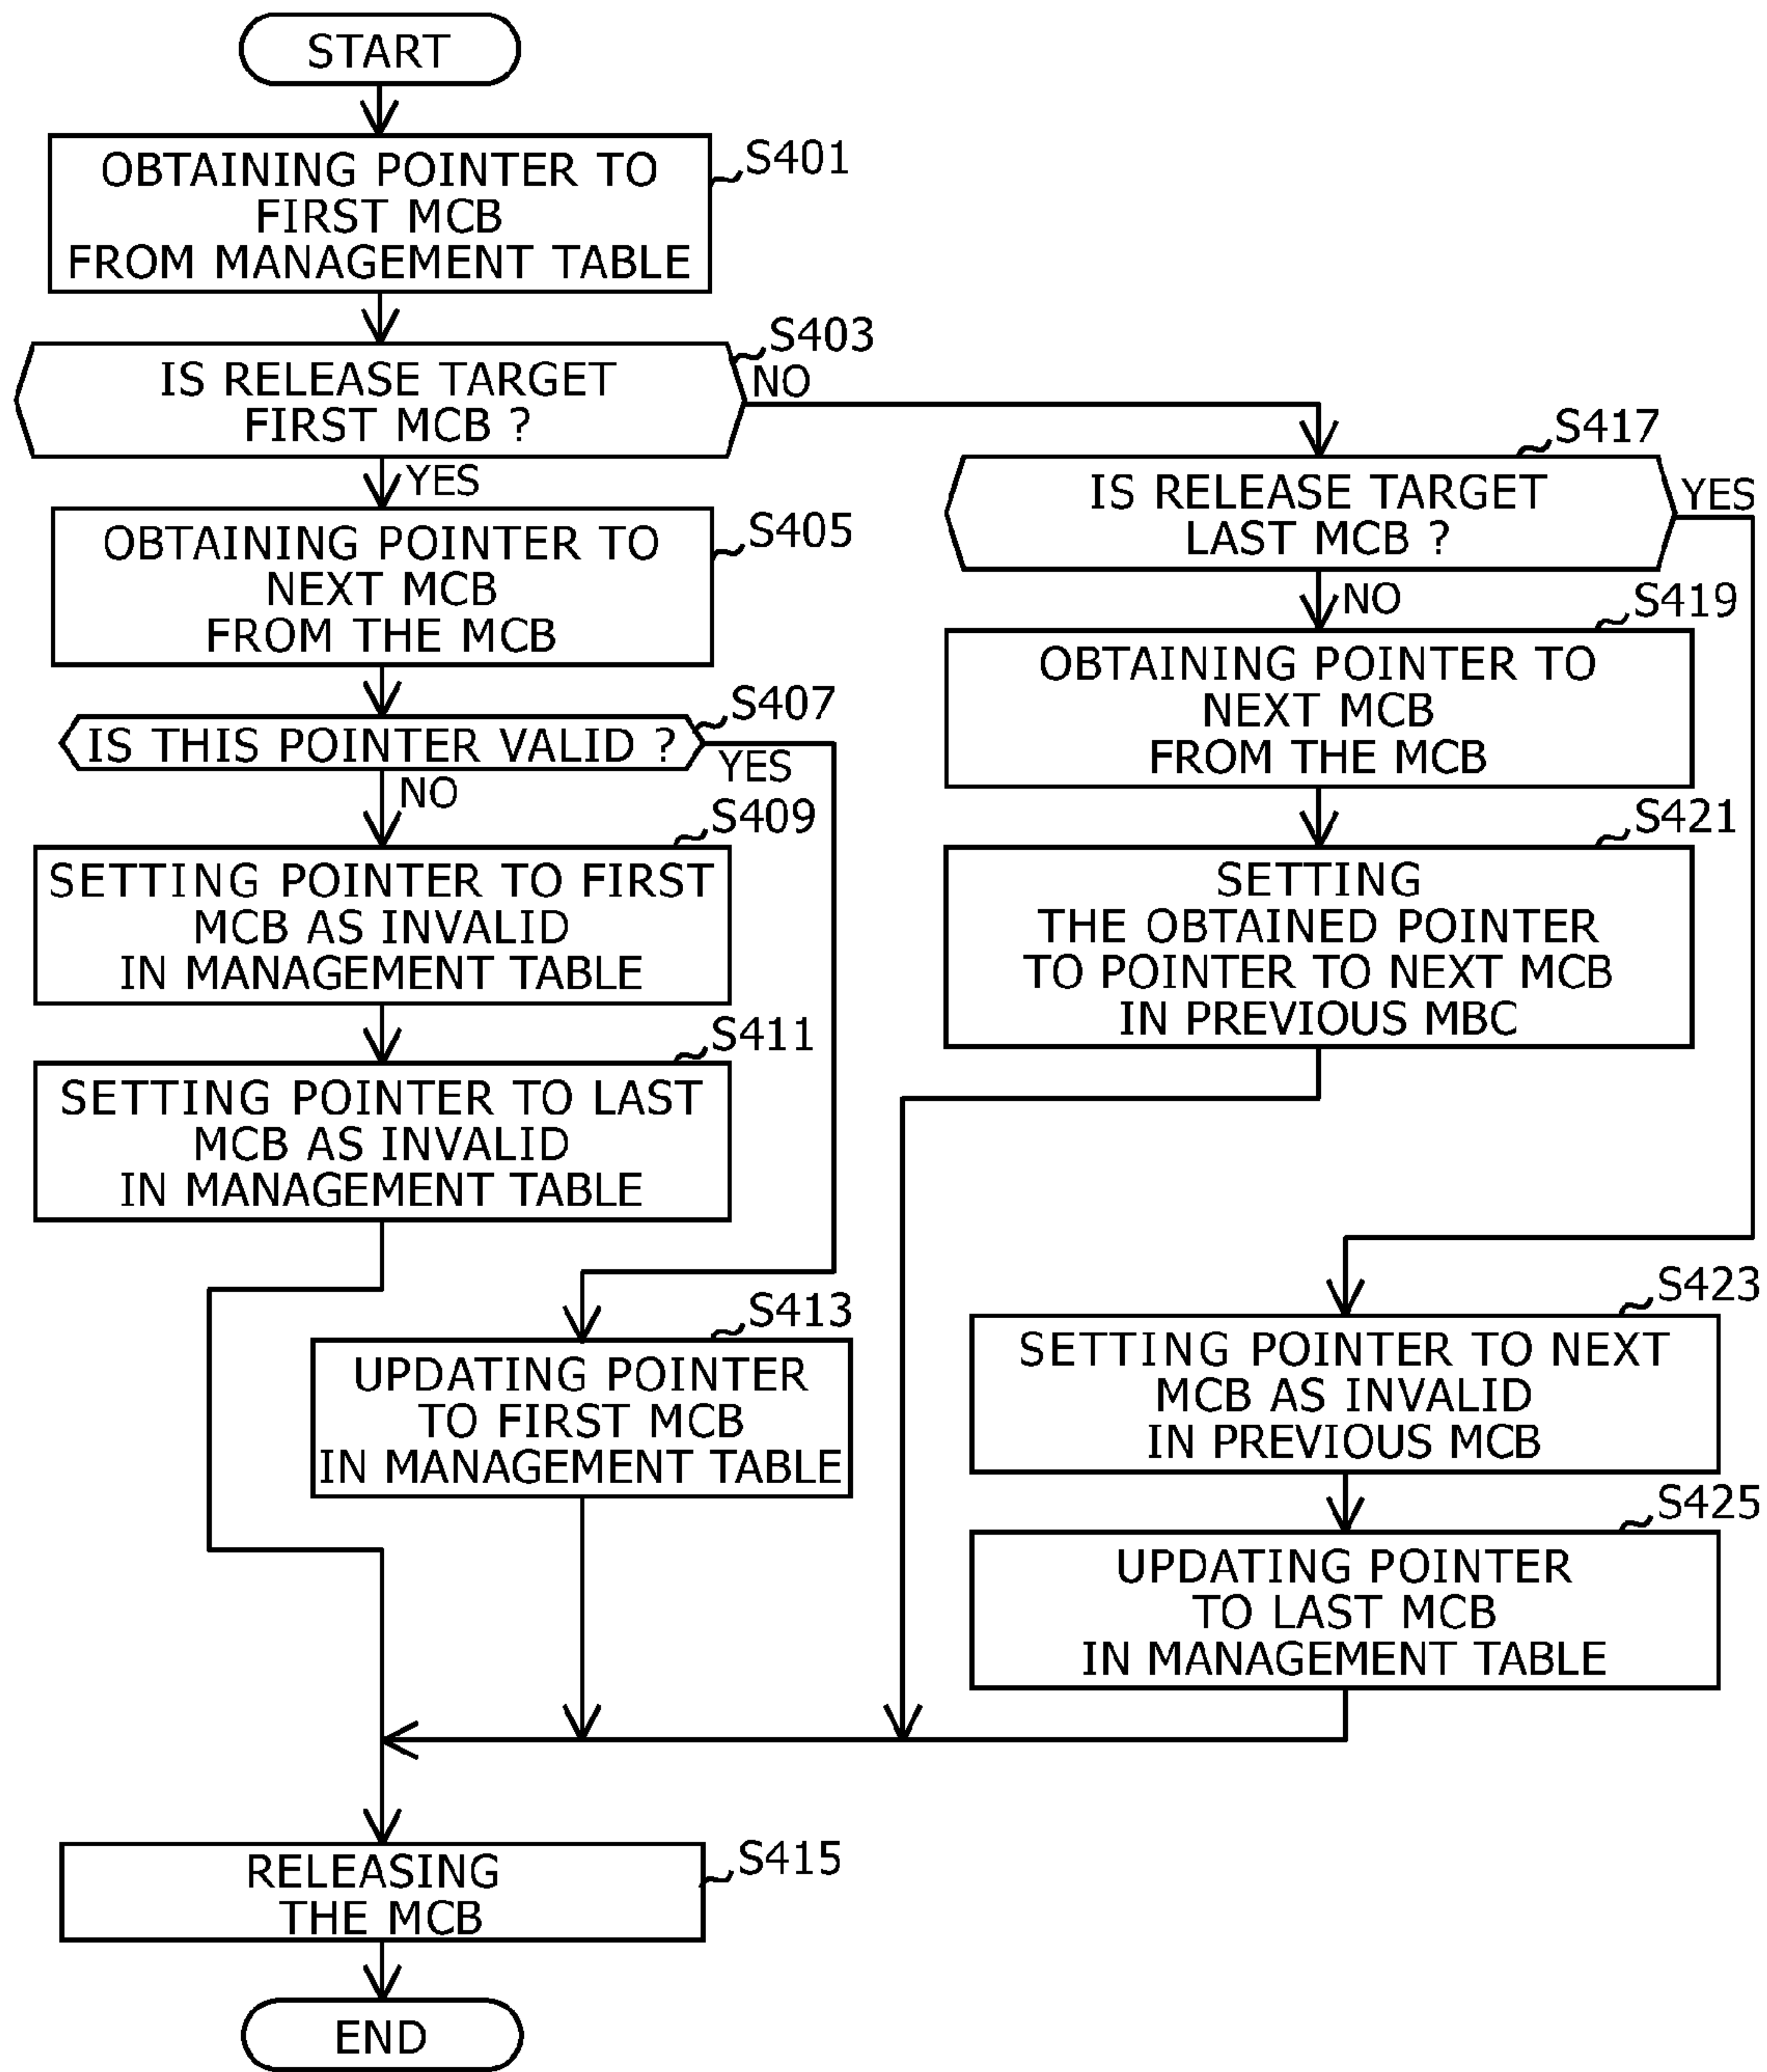 START
OBTAINING POINTER TO
FIRST MCB
FROM MANAGEMENT TABLE
S401
IS RELEASE TARGET
FIRST MCB ?
S403
NO
YES
OBTAINING POINTER TO
NEXT MCB
FROM THE MCB
S405
IS THIS POINTER VALID ?
S407
YES
NO
SETTING POINTER TO FIRST
MCB AS INVALID
IN MANAGEMENT TABLE
S409
SETTING POINTER TO LAST
MCB AS INVALID
IN MANAGEMENT TABLE
S411
UPDATING POINTER
TO FIRST MCB
IN MANAGEMENT TABLE
S413
IS RELEASE TARGET
LAST MCB ?
S417
YES
NO
OBTAINING POINTER TO
NEXT MCB
FROM THE MCB
S419
SETTING
THE OBTAINED POINTER
TO POINTER TO NEXT MCB
IN PREVIOUS MBC
S421
SETTING POINTER TO NEXT
MCB AS INVALID
IN PREVIOUS MCB
S423
UPDATING POINTER
TO LAST MCB
IN MANAGEMENT TABLE
S425
RELEASING
THE MCB
S415
END